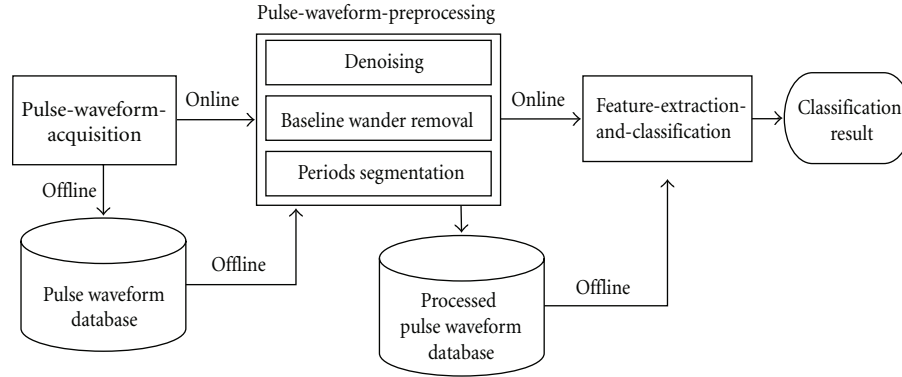 Pulse-waveform-preprocessing
Denoising
Baseline wander removal
Periods segmentation
Pulse-waveform-
acquisition
Online
Online
Feature-extraction-
and-classification
Classification
result
Offline
Pulse waveform
database
Offline
Processed
pulse waveform
database
Offline